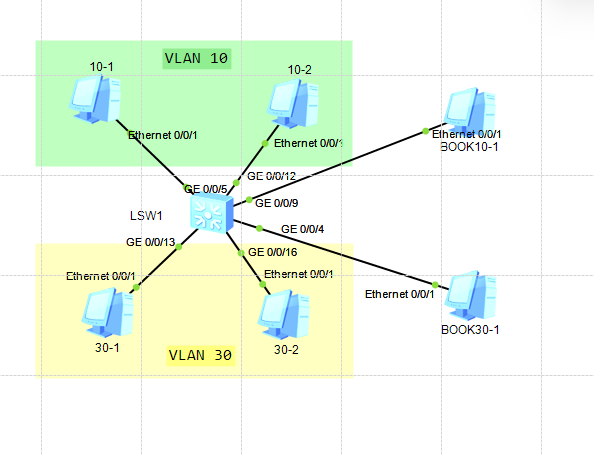 VLAN 10
10-1
10-2
Ethernet 0/0/1
Ethernet 0/0/1
Ethernet 0/0/1
BOOK10-1
GE 0/0/5
GE 0/0/12
GE 0/0/9
LSW1
GE 0/0/4
GE 0/0/13
GE 0/0/16
Ethernet 0/0/1
Ethernet 0/0/1
Ethernet 0/0/1
30-1
VLAN 30
30-2
BOOK30-1